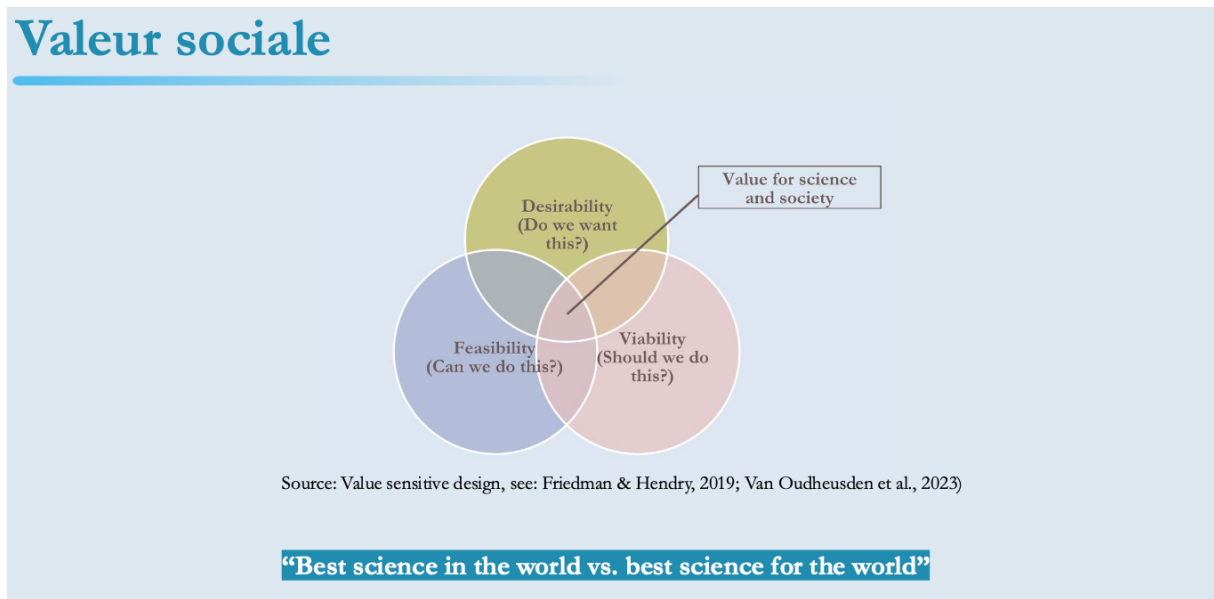 Valeur sociale
Desirability
(Do we want
this?)
Value for science
and society
Feasibility
(Can we do this?)
Viability
(Should we do
this?)
Source: Value sensitive design, see: Friedman & Hendry, 2019; Van Oudheusden et al., 2023)
“Best science in the world vs. best science for the world”